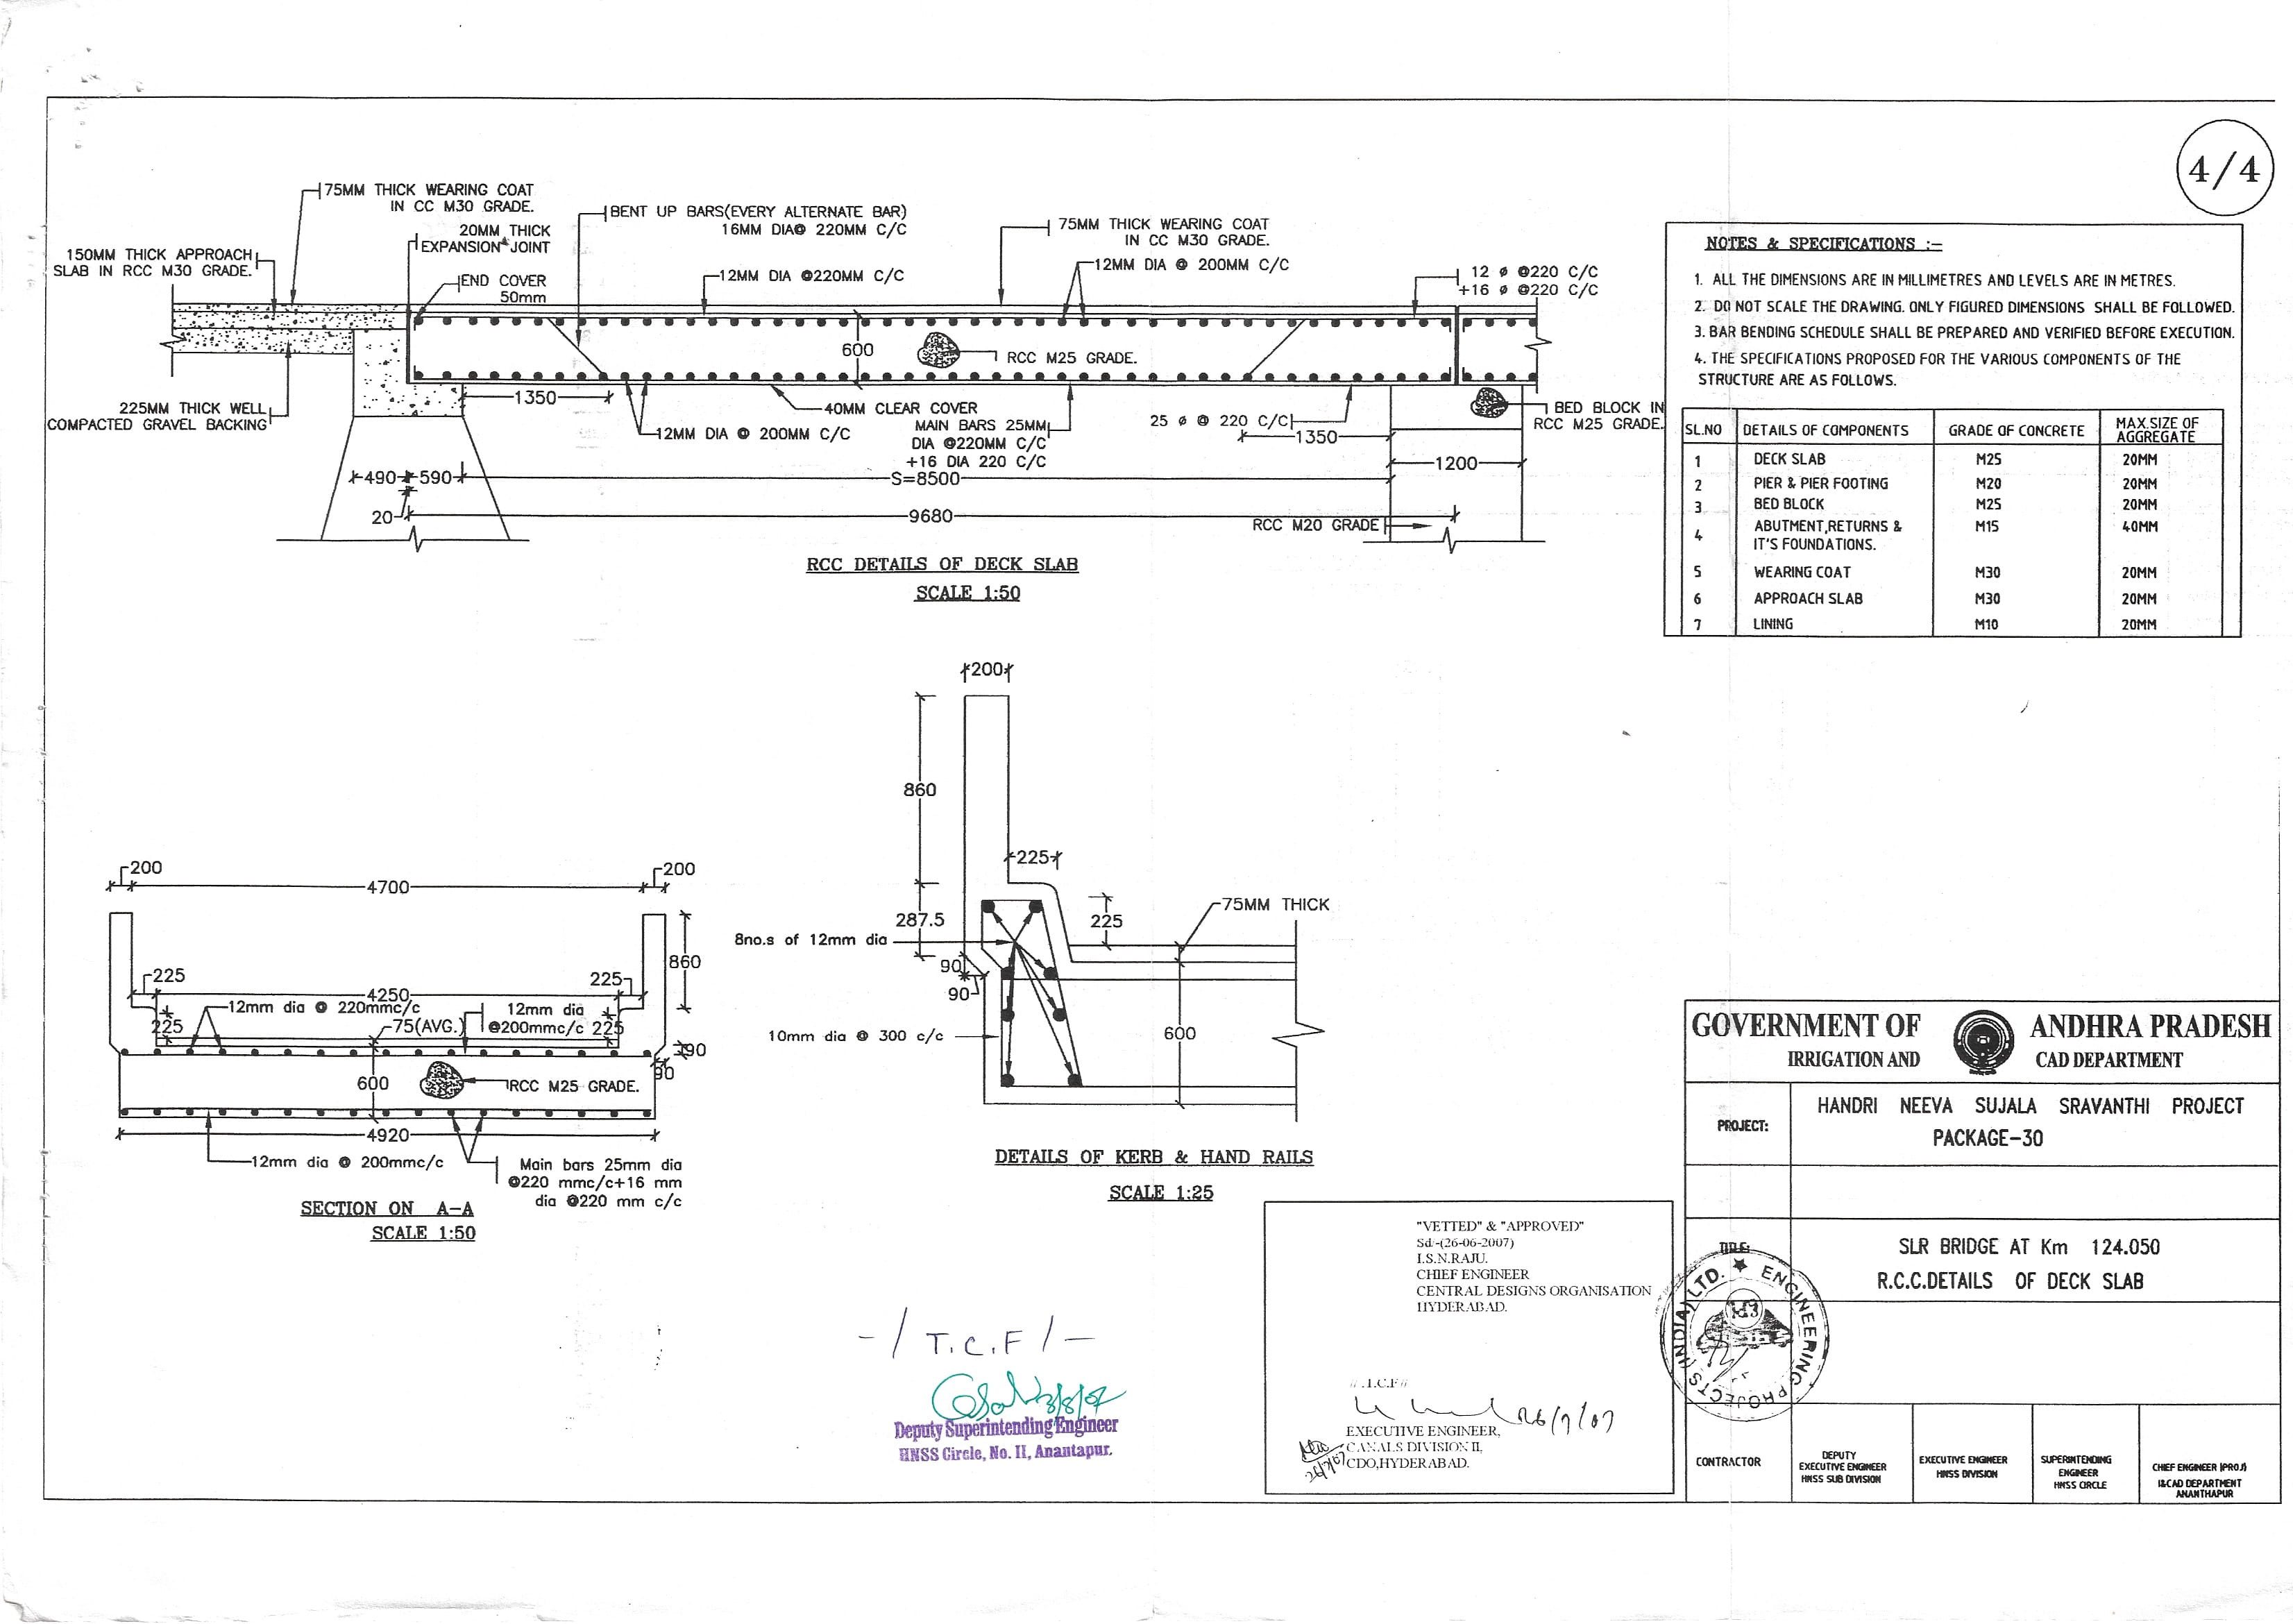 4/4
75MM THICK WEARING COAT
IN CC M30 GRADE.
20MM THICK
EXPANSION JOINT
150MM THICK APPROACH
SLAB IN RCC M30 GRADE.
END COVER
50mm
BENT UP BARS(EVERY ALTERNATE BAR)
16MM DIA@ 220MM C/C
12MM DIA @220MM C/C
75MM THICK WEARING COAT
IN CC M30 GRADE.
12MM DIA @ 200MM C/C
12 ø @220 C/C
+16 ø @220 C/C
600
RCC M25 GRADE.
225MM THICK WELL
COMPACTED GRAVEL BACKING
1350
40MM CLEAR COVER
12MM DIA @ 200MM C/C
MAIN BARS 25MM
DIA @220MM C/C
+16 DIA 220 C/C
25 ø @ 220 C/C
1350
BED BLOCK IN
RCC M25 GRADE.
490
590
S=8500
1200
20
9680
RCC M20 GRADE
RCC DETAILS OF DECK SLAB
SCALE 1:50
NOTES & SPECIFICATIONS :-
1. ALL THE DIMENSIONS ARE IN MILLIMETRES AND LEVELS ARE IN METRES.
2. DO NOT SCALE THE DRAWING. ONLY FIGURED DIMENSIONS SHALL BE FOLLOWED.
3. BAR BENDING SCHEDULE SHALL BE PREPARED AND VERIFIED BEFORE EXECUTION.
4. THE SPECIFICATIONS PROPOSED FOR THE VARIOUS COMPONENTS OF THE
STRUCTURE ARE AS FOLLOWS.
SL.NO DETAILS OF COMPONENTS GRADE OF CONCRETE MAX.SIZE OF AGGREGATE
1 DECK SLAB M25 20MM
2 PIER & PIER FOOTING M20 20MM
3 BED BLOCK M25 20MM
4 ABUTMENT,RETURNS & IT'S FOUNDATIONS. M15 40MM
5 WEARING COAT M30 20MM
6 APPROACH SLAB M30 20MM
7 LINING M10 20MM
200
4700
200
860
225
225
4250
12mm dia @ 220mmc/c
12mm dia
@200mmc/c
225
75(AVG.)
225
90
90
600
RCC M25 GRADE.
4920
12mm dia @ 200mmc/c
Main bars 25mm dia
@220 mmc/c+16 mm
dia @220 mm c/c
SECTION ON A-A
SCALE 1:50
200
860
225
287.5
225
75MM THICK
8no.s of 12mm dia
90
90
10mm dia @ 300 c/c
600
DETAILS OF KERB & HAND RAILS
SCALE 1:25
-/ T.C.F /-
Deputy Superintending Engineer
HNSS Circle, No. II, Anantapur.
"VETTED" & "APPROVED"
Sd/-(26-06-2007)
I.S.N.RAJU.
CHIEF ENGINEER
CENTRAL DESIGNS ORGANISATION
HYDERABAD.
26/7/07
EXECUTIVE ENGINEER,
CANALS DIVISION II,
CDO,HYDERABAD.
26/7/07
GOVERNMENT OF ANDHRA PRADESH
IRRIGATION AND CAD DEPARTMENT
PROJECT:
HANDRI NEEVA SUJALA SRAVANTHI PROJECT
PACKAGE-30
TITLE:
SLR BRIDGE AT Km 124.050
R.C.C.DETAILS OF DECK SLAB
ENGINEERING PROJECTS (INDIA) LTD.
EPI
CONTRACTOR
DEPUTY
EXECUTIVE ENGINEER
HNSS SUB DIVISION
EXECUTIVE ENGINEER
HNSS DIVISION
SUPERINTENDING
ENGINEER
HNSS CIRCLE
CHIEF ENGINEER (PROJ)
I&CAD DEPARTMENT
ANANTHAPUR